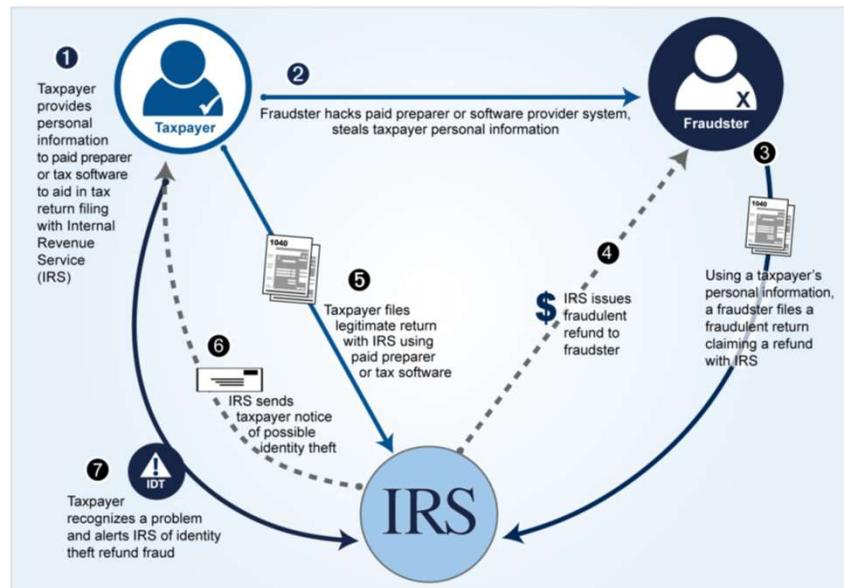 1
Taxpayer
provides
personal
information
to paid preparer
or tax software
to aid in tax
return filing
with Internal
Revenue
Service
(IRS)
Taxpayer
2
Fraudster hacks paid preparer or software provider system,
steals taxpayer personal information
X
Fraudster
3
1040
Using a taxpayer's
personal information,
a fraudster files a
fraudulent return
claiming a refund
with IRS
4
$
IRS issues
fraudulent
refund to
fraudster
1040
5
Taxpayer files
legitimate return
with IRS using
paid preparer
or tax software
6
IRS sends
taxpayer notice
of possible
identity theft
7
!
IDT
Taxpayer
recognizes a problem
and alerts IRS of identity
theft refund fraud
IRS